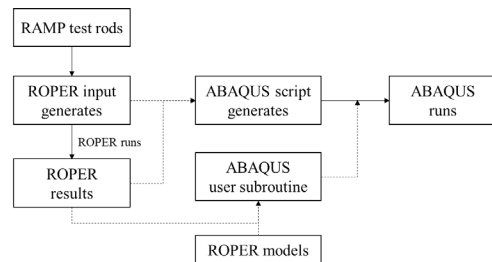 RAMP test rods
ROPER input
generates
ABAQUS script
generates
ABAQUS
runs
ROPER runs
ROPER
results
ABAQUS
user subroutine
ROPER models